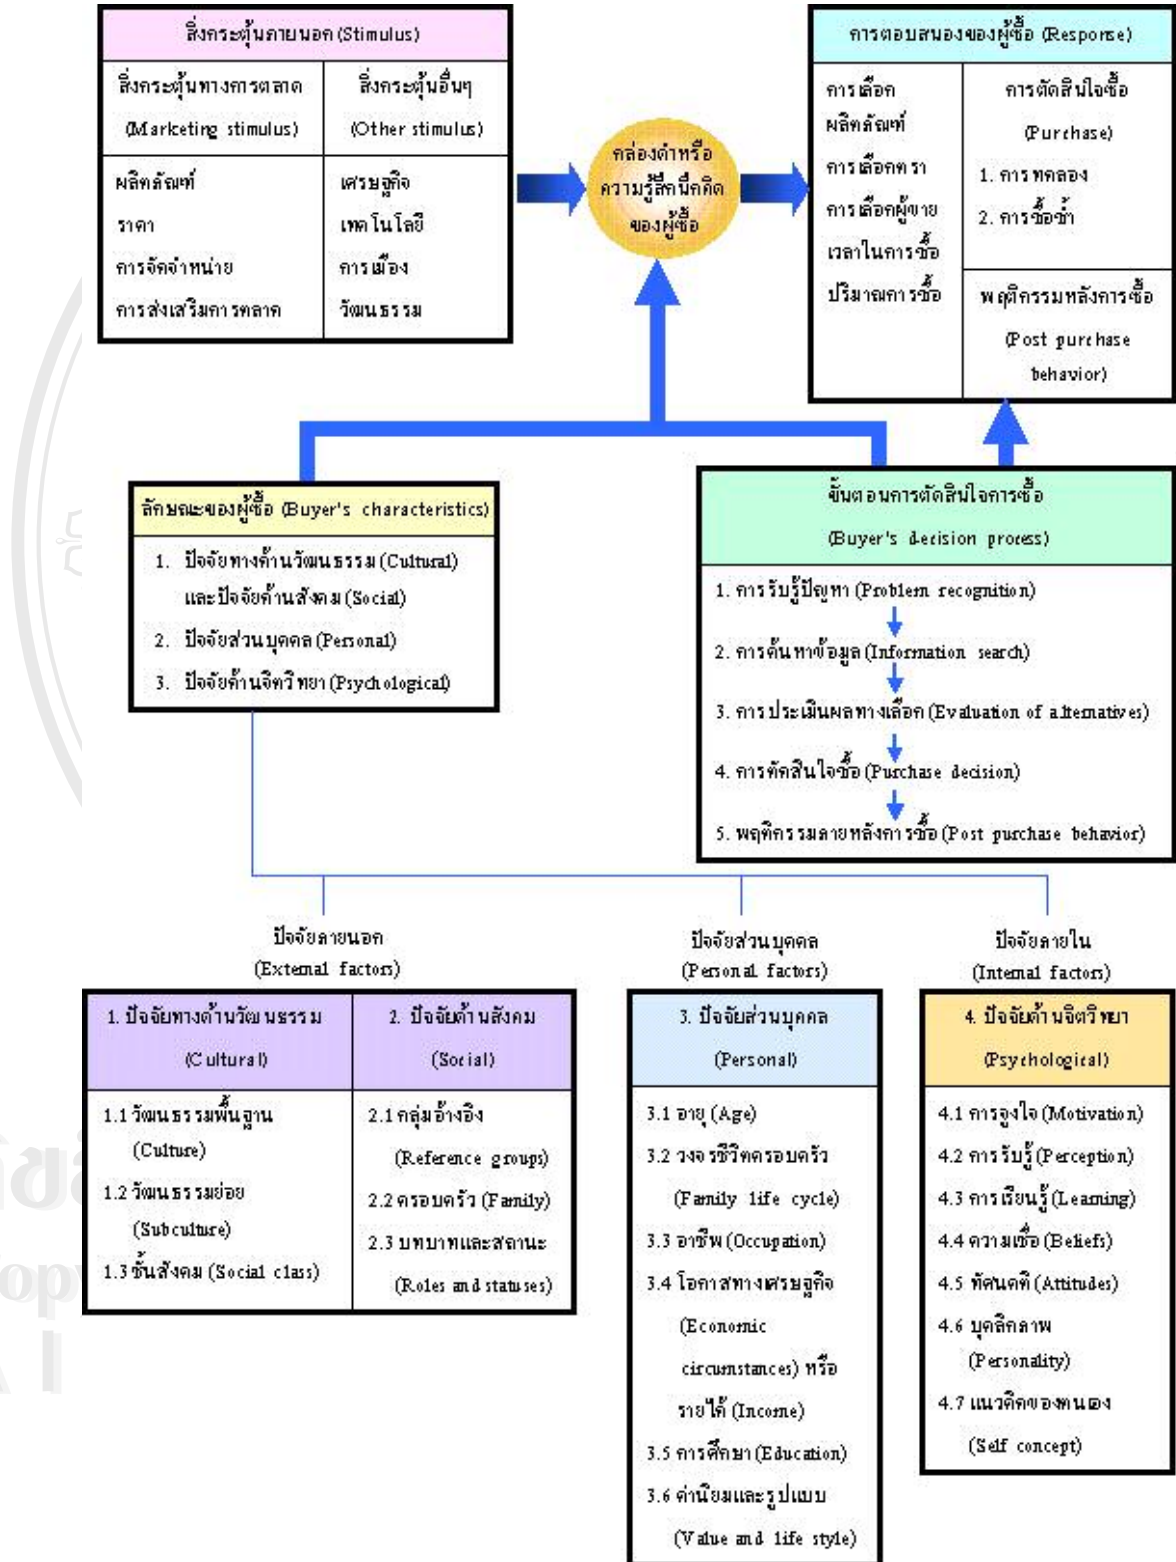 สิ่งกระตุ้นภายนอก (Stimulus)
สิ่งกระตุ้นทางการตลาด
(Marketing stimulus)
สิ่งกระตุ้นอื่นๆ
(Other stimulus)
ผลิตภัณฑ์
ราคา
การจัดจำหน่าย
การส่งเสริมการตลาด
เศรษฐกิจ
เทคโนโลยี
การเมือง
วัฒนธรรม
กล่องดำหรือ
ความรู้สึกนึกคิด
ของผู้ซื้อ
การตอบสนองของผู้ซื้อ (Response)
การเลือก
ผลิตภัณฑ์
การเลือกตรา
การเลือกผู้ขาย
เวลาในการซื้อ
ปริมาณการซื้อ
การตัดสินใจซื้อ
(Purchase)
1. การทดลอง
2. การซื้อซ้ำ
พฤติกรรมหลังการซื้อ
(Post purchase
behavior)
ลักษณะของผู้ซื้อ (Buyer's characteristics)
1. ปัจจัยทางด้านวัฒนธรรม (Cultural)
และปัจจัยด้านสังคม (Social)
2. ปัจจัยส่วนบุคคล (Personal)
3. ปัจจัยด้านจิตวิทยา (Psychological)
ขั้นตอนการตัดสินใจการซื้อ
(Buyer's decision process)
1. การรับรู้ปัญหา (Problem recognition)
2. การค้นหาข้อมูล (Information search)
3. การประเมินผลทางเลือก (Evaluation of alternatives)
4. การตัดสินใจซื้อ (Purchase decision)
5. พฤติกรรมภายหลังการซื้อ (Post purchase behavior)
ปัจจัยภายนอก
(External factors)
ปัจจัยส่วนบุคคล
(Personal factors)
ปัจจัยภายใน
(Internal factors)
1. ปัจจัยทางด้านวัฒนธรรม
(Cultural)
2. ปัจจัยด้านสังคม
(Social)
1.1 วัฒนธรรมพื้นฐาน
(Culture)
1.2 วัฒนธรรมย่อย
(Subculture)
1.3 ชั้นสังคม (Social class)
2.1 กลุ่มอ้างอิง
(Reference groups)
2.2 ครอบครัว (Family)
2.3 บทบาทและสถานะ
(Roles and statuses)
3. ปัจจัยส่วนบุคคล
(Personal)
3.1 อายุ (Age)
3.2 วงจรชีวิตครอบครัว
(Family life cycle)
3.3 อาชีพ (Occupation)
3.4 โอกาสทางเศรษฐกิจ
(Economic
circumstances) หรือ
รายได้ (Income)
3.5 การศึกษา (Education)
3.6 ค่านิยมและรูปแบบ
(Value and life style)
4. ปัจจัยด้านจิตวิทยา
(Psychological)
4.1 การจูงใจ (Motivation)
4.2 การรับรู้ (Perception)
4.3 การเรียนรู้ (Learning)
4.4 ความเชื่อ (Beliefs)
4.5 ทัศนคติ (Attitudes)
4.6 บุคลิกภาพ
(Personality)
4.7 แนวคิดของตนเอง
(Self concept)